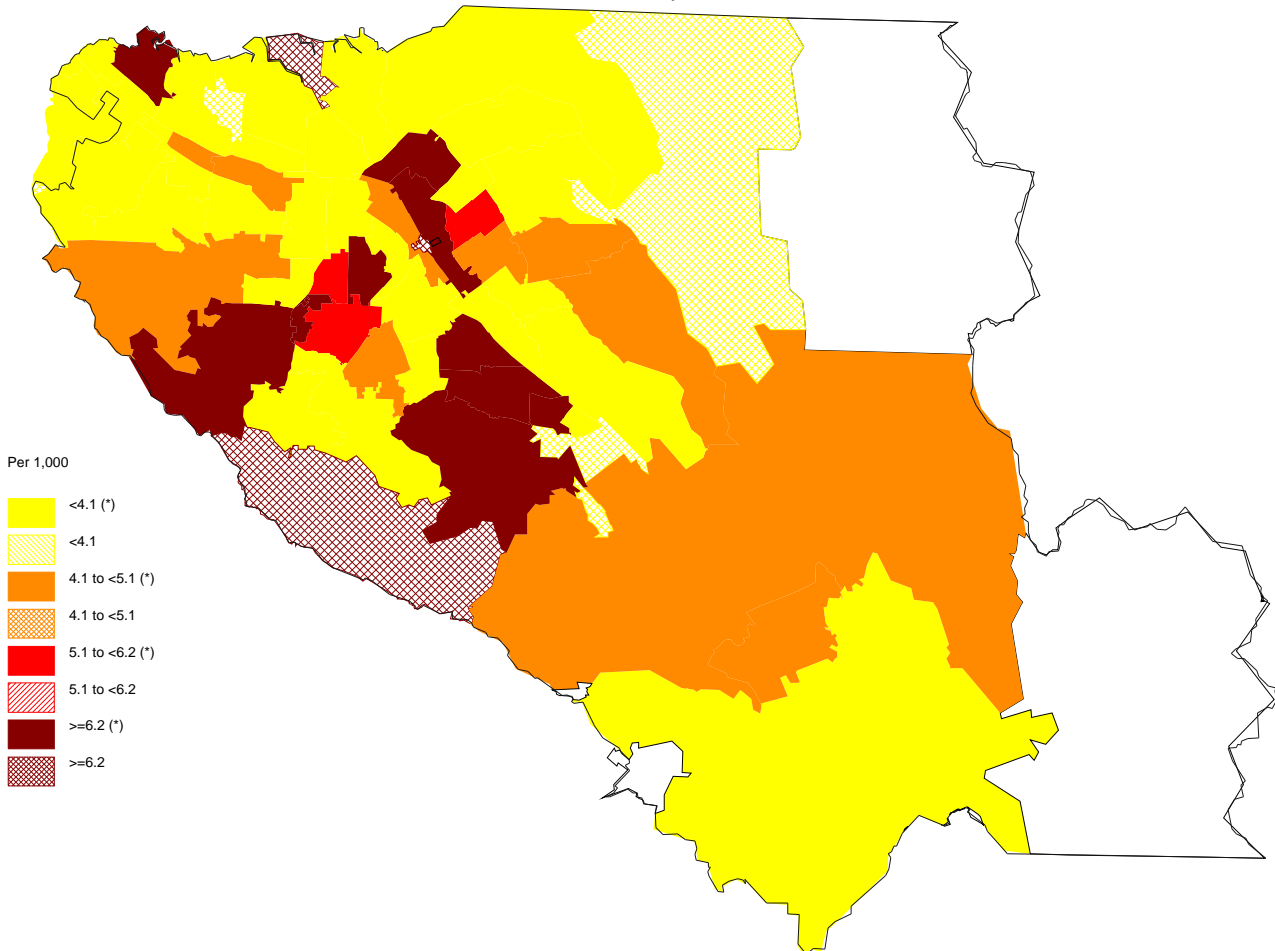 Per 1,000
<4.1 (*)
<4.1
4.1 to <5.1 (*)
4.1 to <5.1
5.1 to <6.2 (*)
5.1 to <6.2
>=6.2 (*)
>=6.2